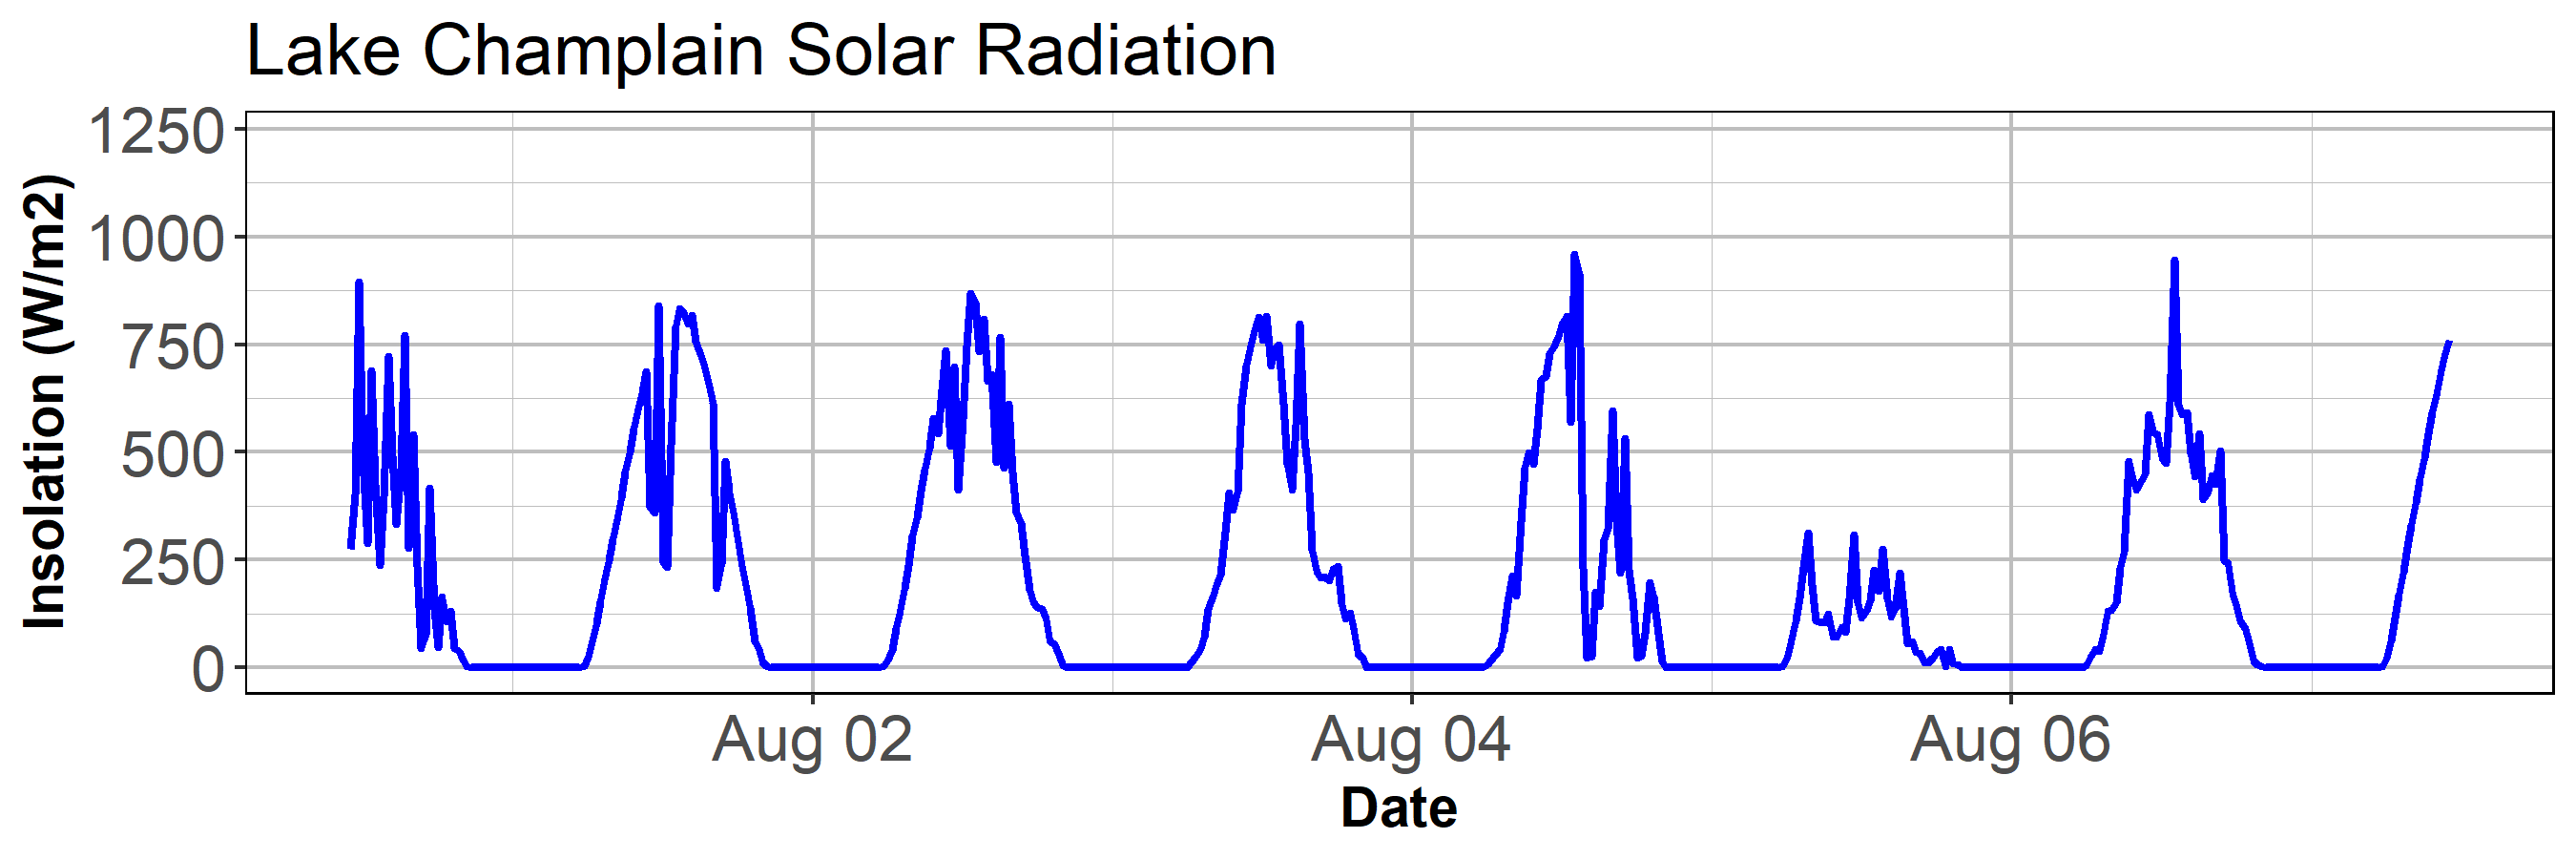 Lake Champlain Solar Radiation
Insolation (W/m2)
1250
1000
750
500
250
0
Aug 02
Aug 04
Aug 06
Date